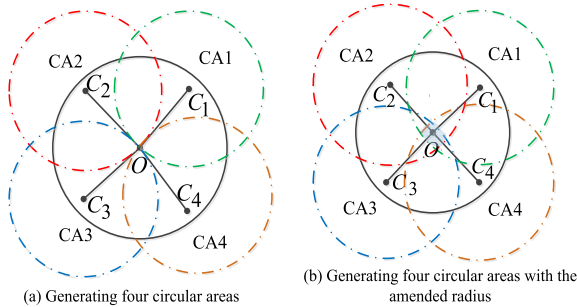 CA2
CA1
C2
C1
O
C3
C4
CA3
CA4
(a) Generating four circular areas
CA2
CA1
C2
C1
O
C3
C4
CA3
CA4
(b) Generating four circular areas with the
amended radius